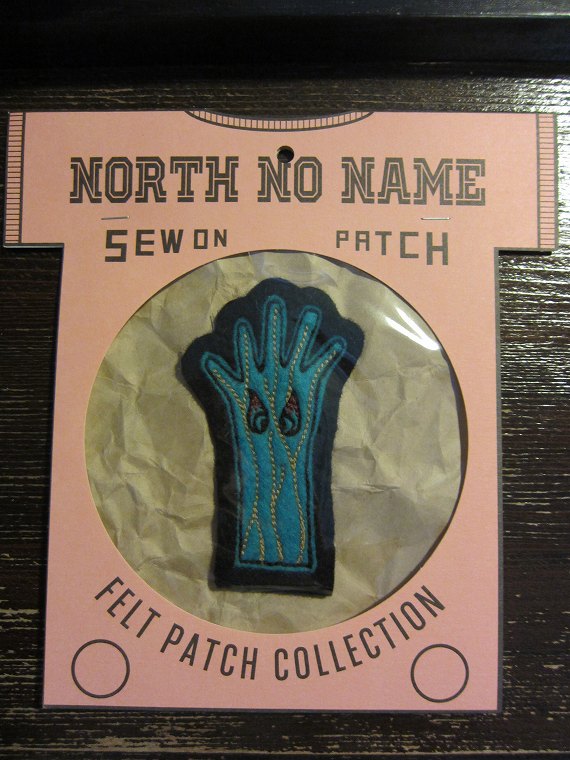 NORTH NO NAME
SEW ON PATCH
FELT PATCH COLLECTION